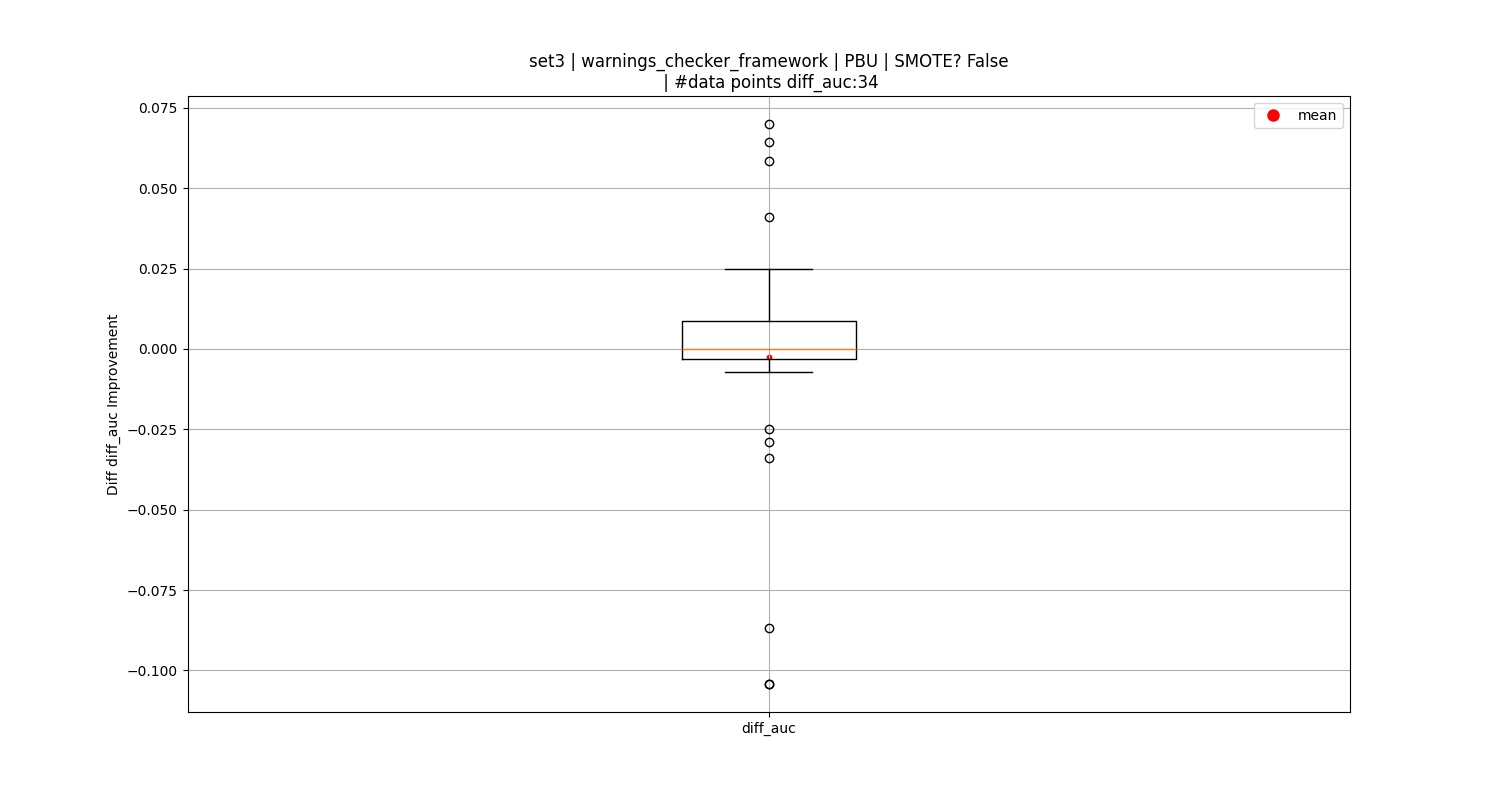 set3 | warnings_checker_framework | PBU | SMOTE? False
| #data points diff_auc:34
mean
0.075
0.050
0.025
0.000
−0.025
−0.050
−0.075
−0.100
Diff diff_auc Improvement
diff_auc